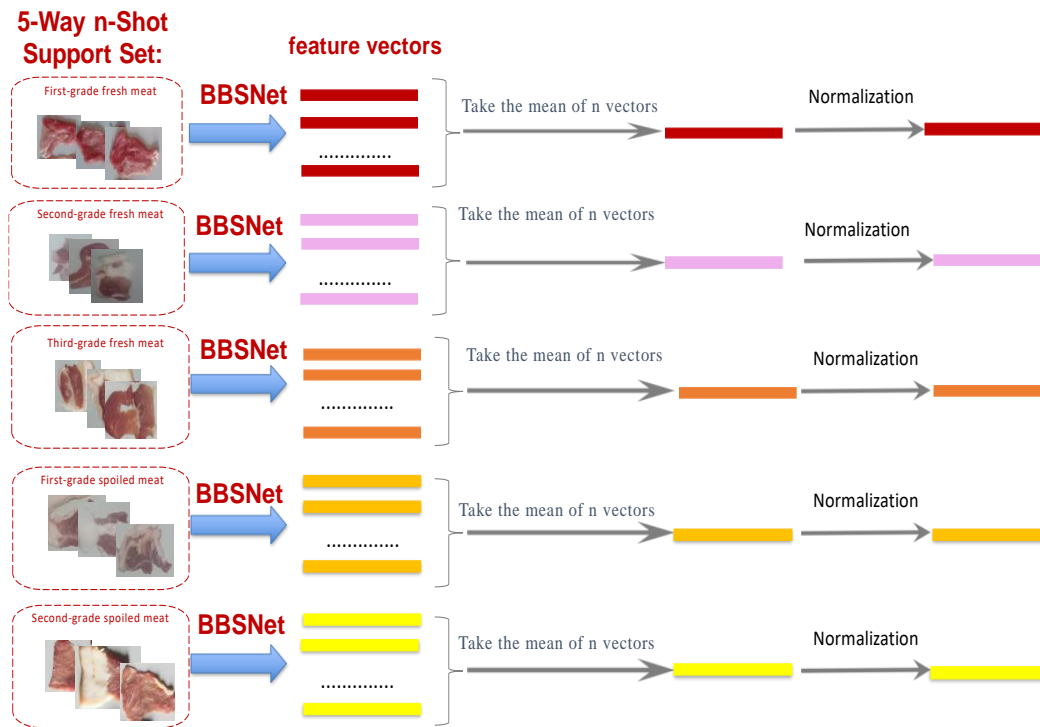 5-Way n-Shot
Support Set:
feature vectors
First-grade fresh meat
BBSNet
..............
Take the mean of n vectors
Normalization
Second-grade fresh meat
BBSNet
..............
Take the mean of n vectors
Normalization
Third-grade fresh meat
BBSNet
..............
Take the mean of n vectors
Normalization
First-grade spoiled meat
BBSNet
..............
Take the mean of n vectors
Normalization
Second-grade spoiled meat
BBSNet
..............
Take the mean of n vectors
Normalization